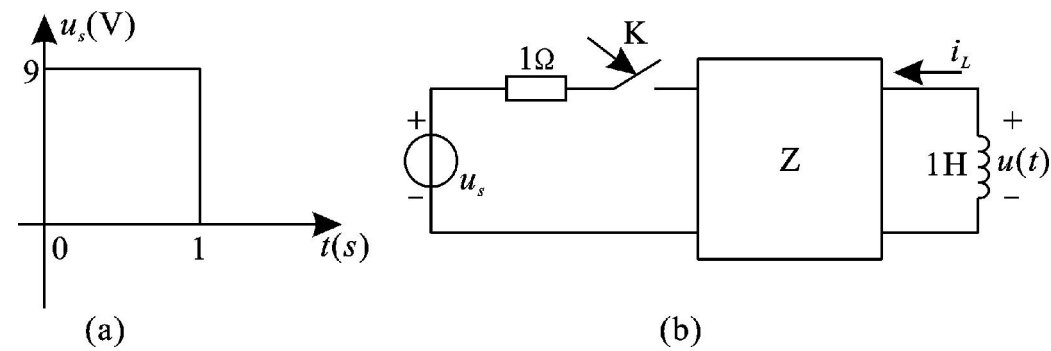 u_s(V)
9
0
1
t(s)
(a)
1Ω
K
i_L
+
u_s
−
Z
1H
+
u(t)
−
(b)